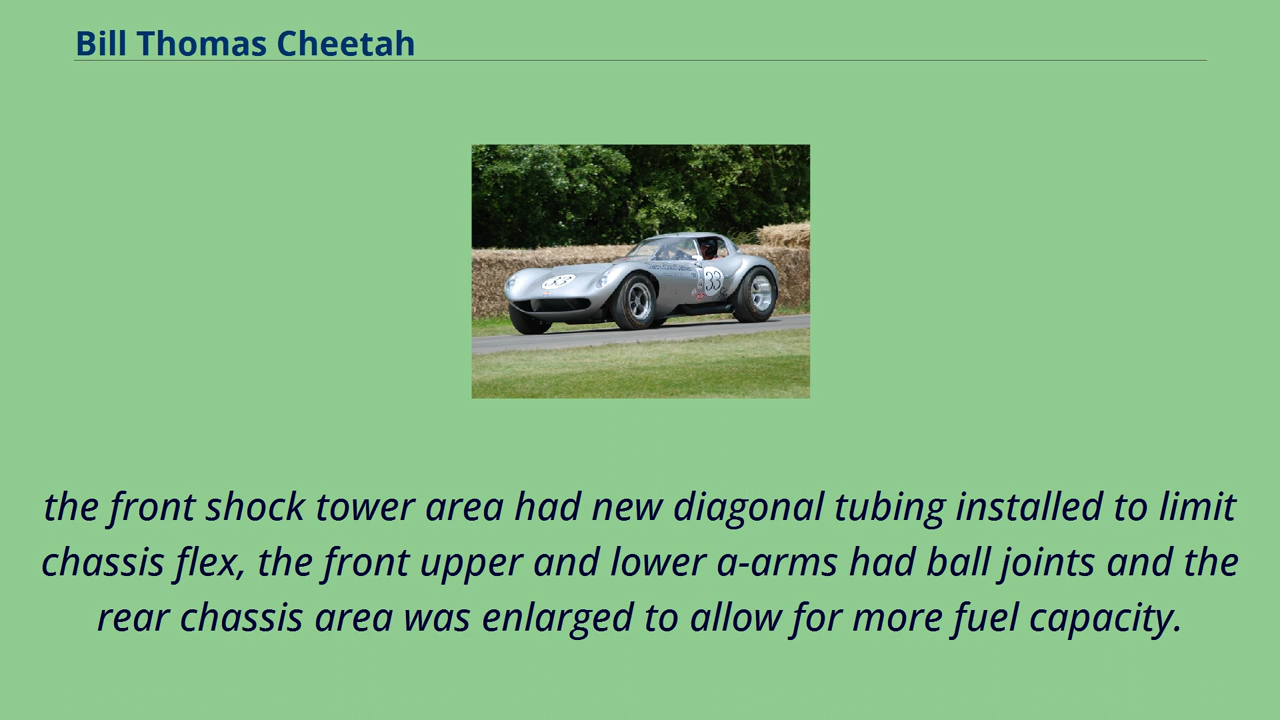 Bill Thomas Cheetah
33
33
the front shock tower area had new diagonal tubing installed to limit
chassis flex, the front upper and lower a-arms had ball joints and the
rear chassis area was enlarged to allow for more fuel capacity.